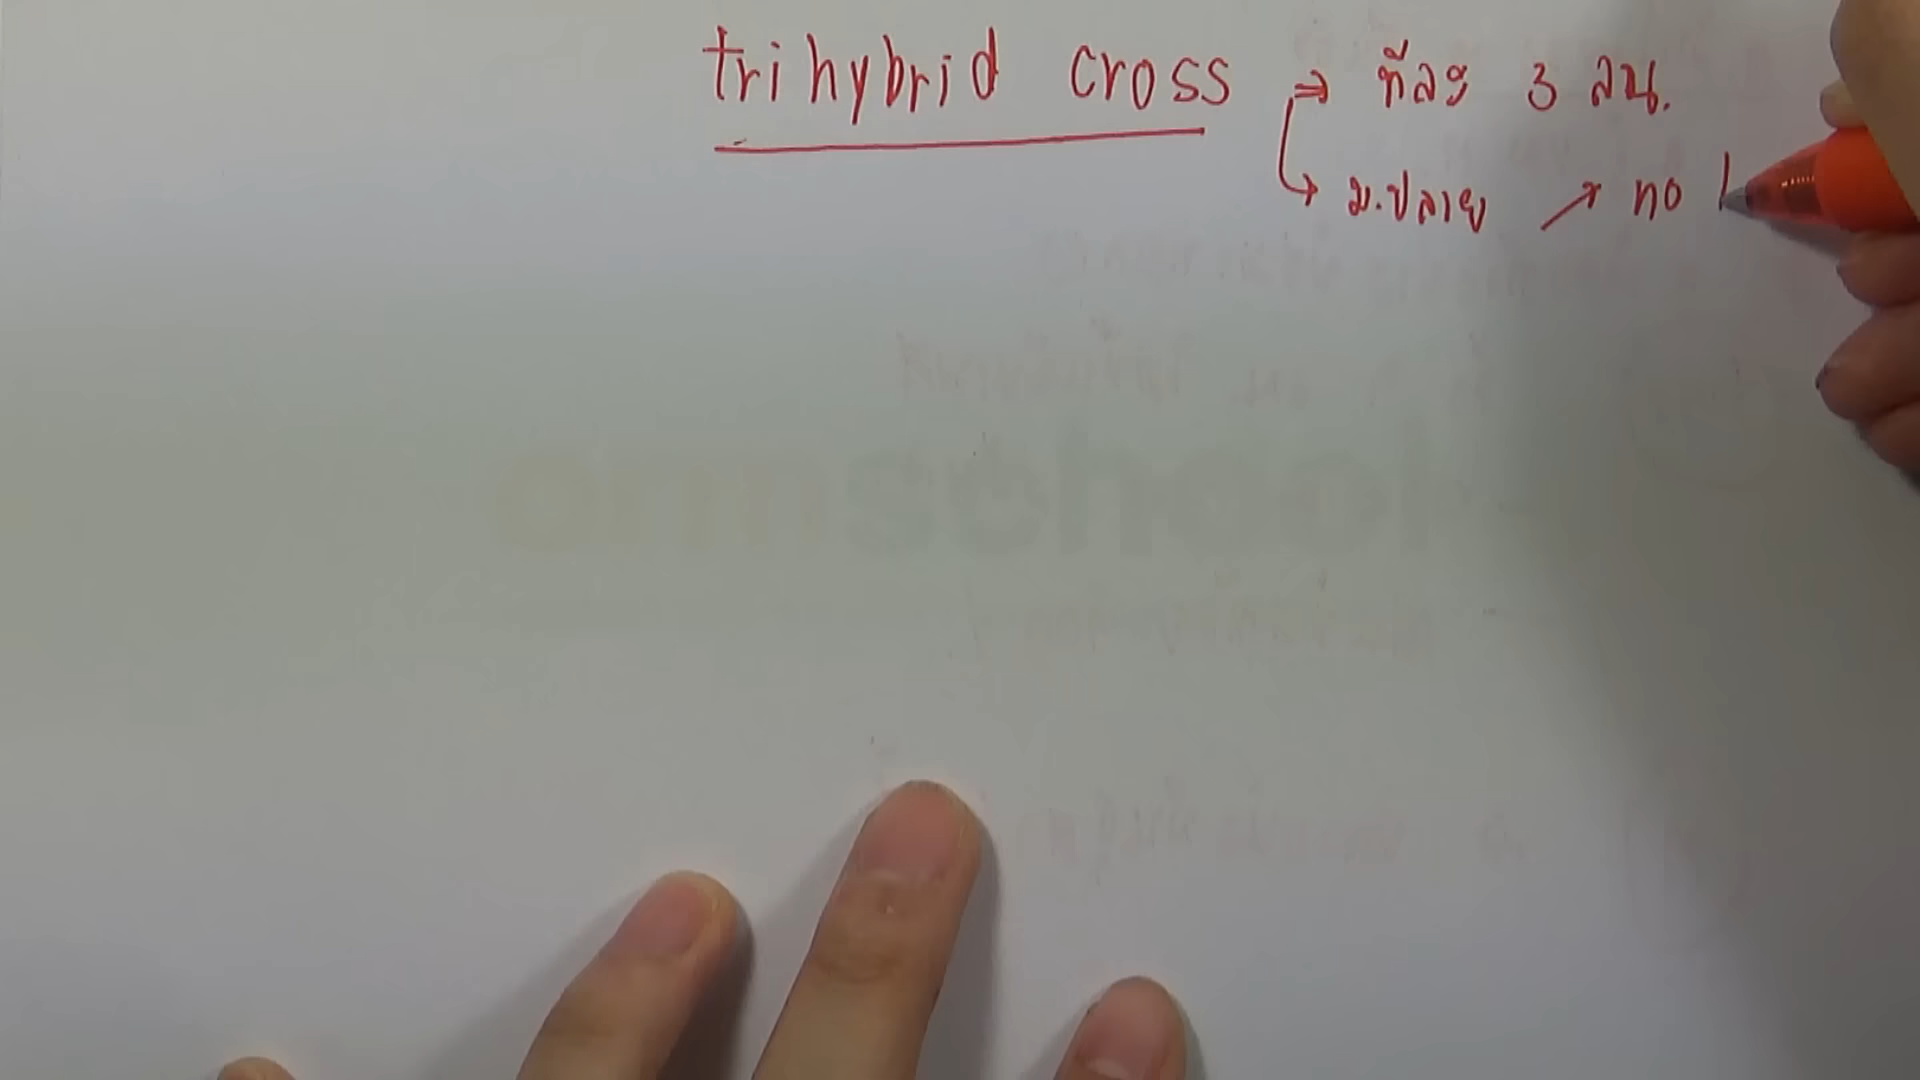 trihybrid cross → ทีละ 3 ลน.
↳ ม.ปลาย ↗ no